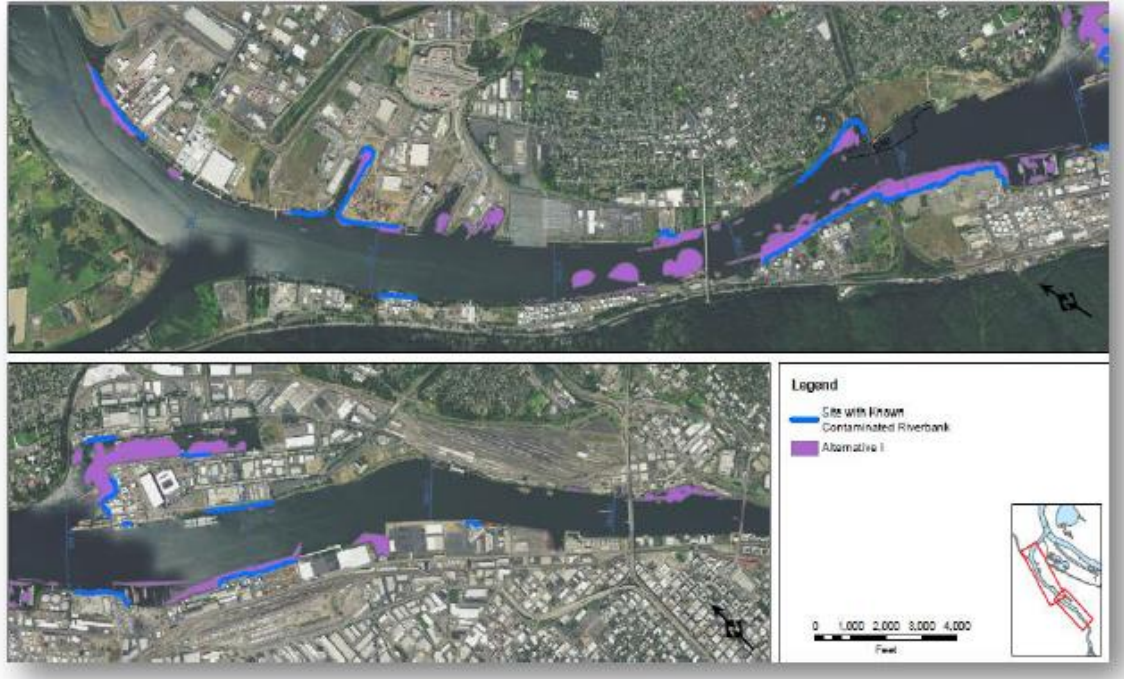 Legend
Site with Known
Contaminated Riverbank
Alternative I
0 1,000 2,000 3,000 4,000
Feet